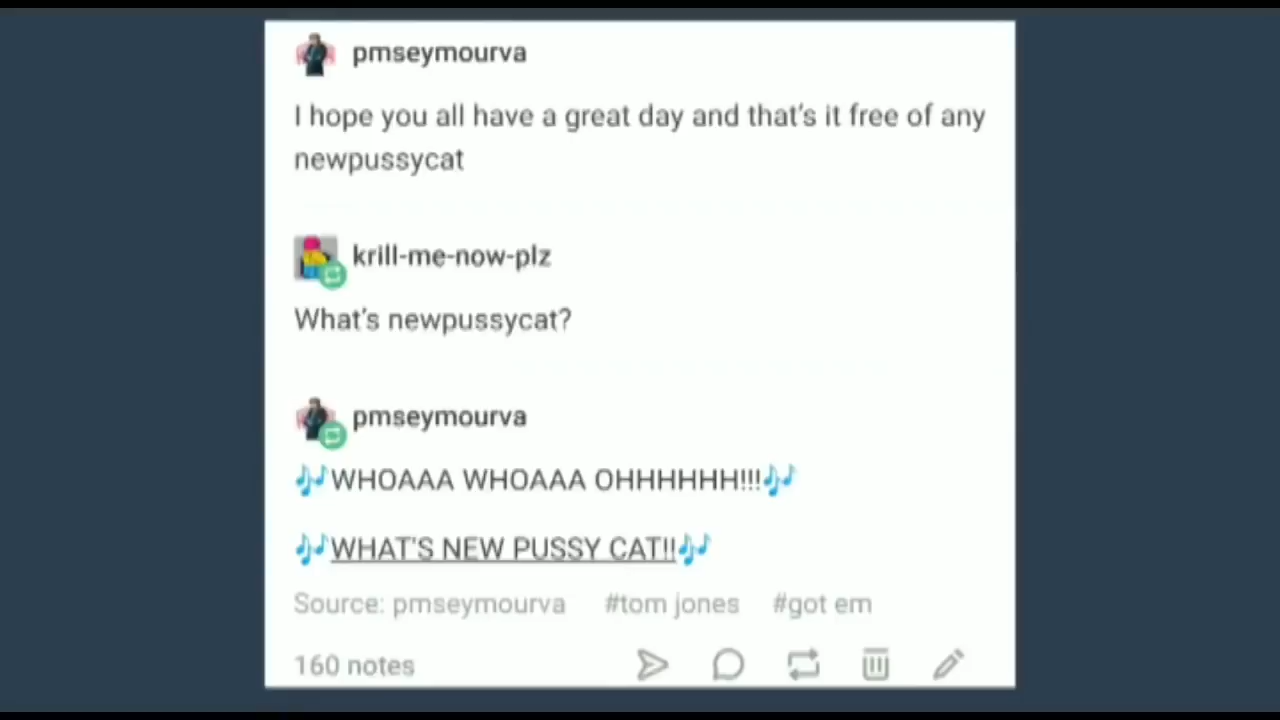 pmseymourva
I hope you all have a great day and that's it free of any
newpussycat
krill-me-now-plz
What's newpussycat?
pmseymourva
🎶WHOAAA WHOAAA OHHHHHH!!!🎶
🎶WHAT'S NEW PUSSY CAT!!🎶
Source: pmseymourva #tom jones #got em
160 notes